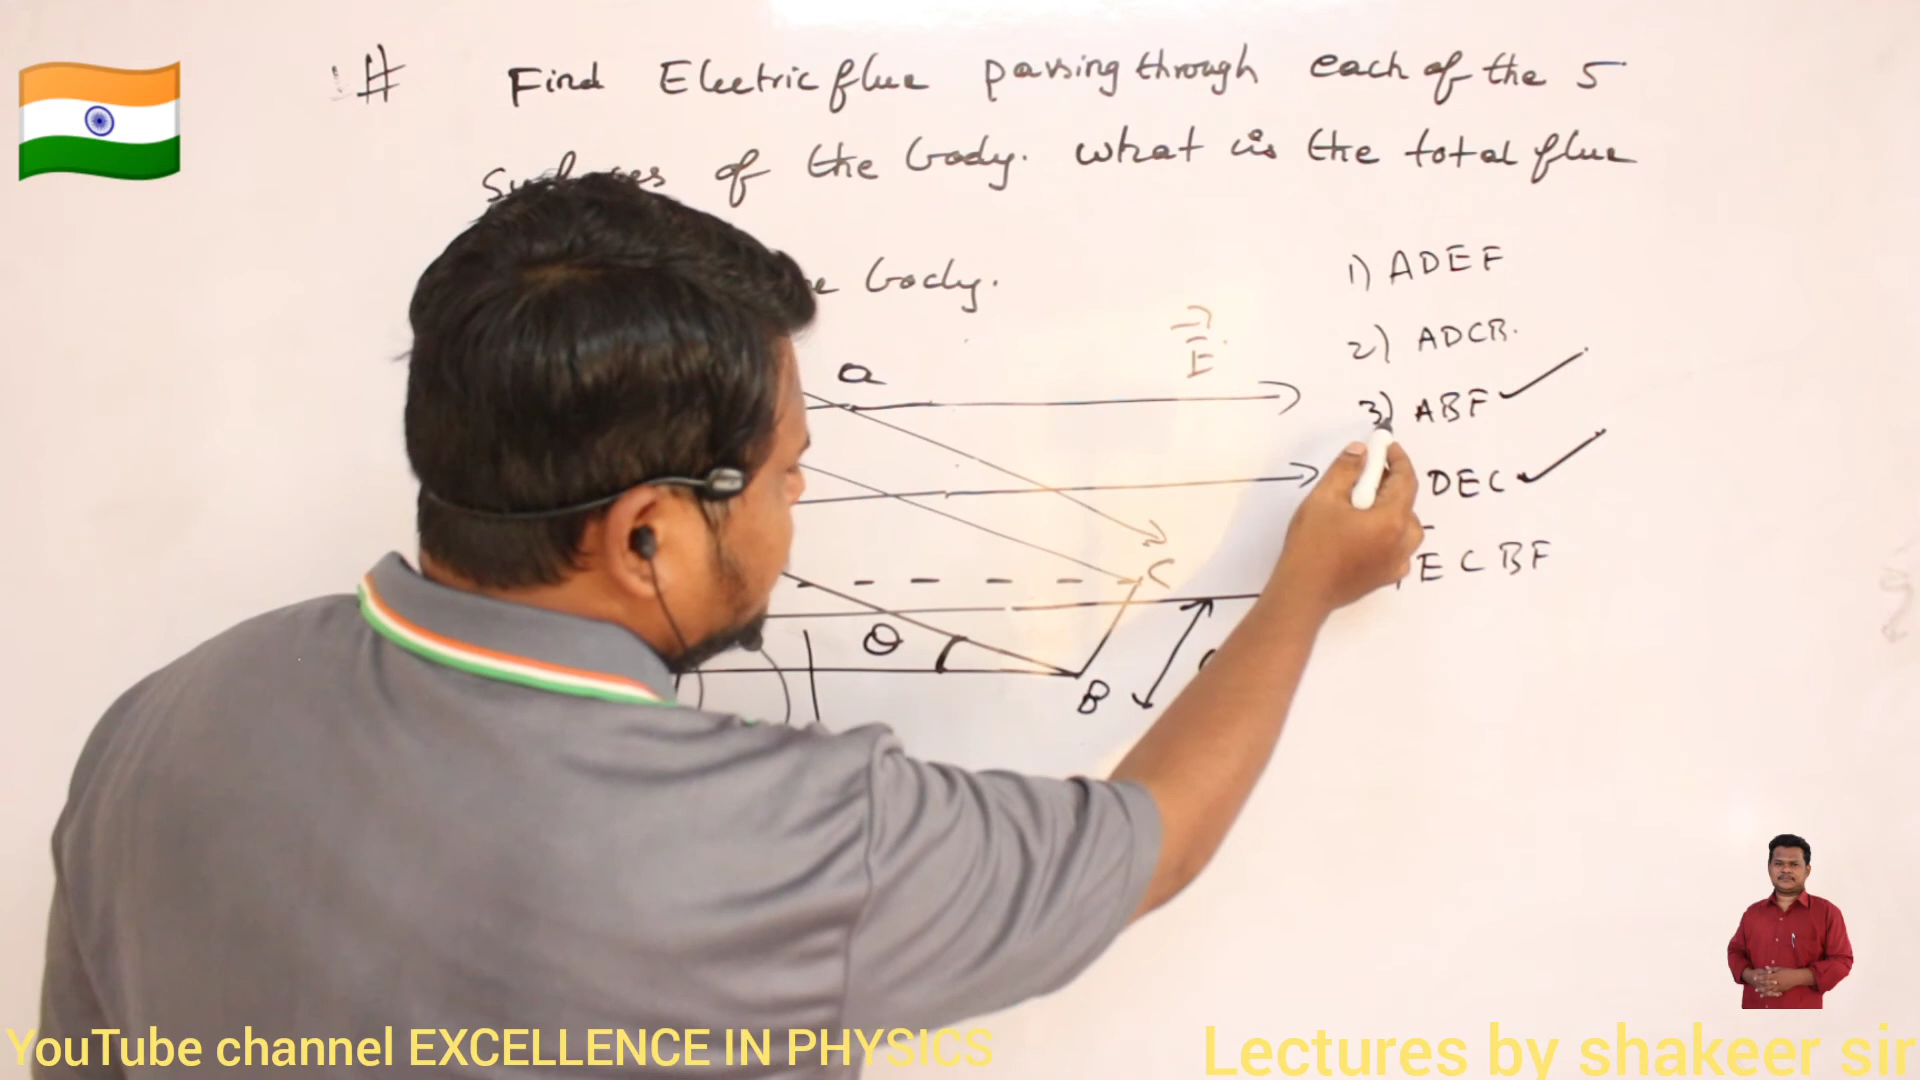 # Find Electric flux passing through each of the 5
of the body. what is the total flux
body.
1) ADEF
E
2) ADCB.
a
3) ABF
DEC
C
ECBF
θ
B
YouTube channel EXCELLENCE IN PHYSICS
Lectures by shakeer sir